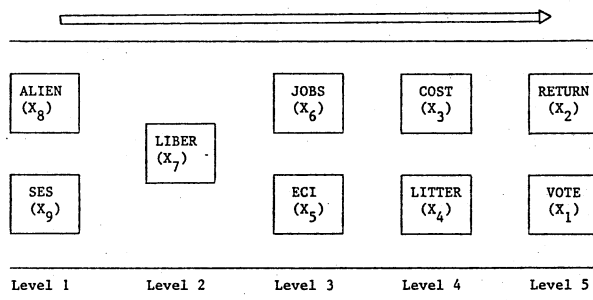 ALIEN
(X8)
JOBS
(X6)
COST
(X3)
RETURN
(X2)
LIBER
(X7)
SES
(X9)
ECI
(X5)
LITTER
(X4)
VOTE
(X1)
Level 1 Level 2 Level 3 Level 4 Level 5